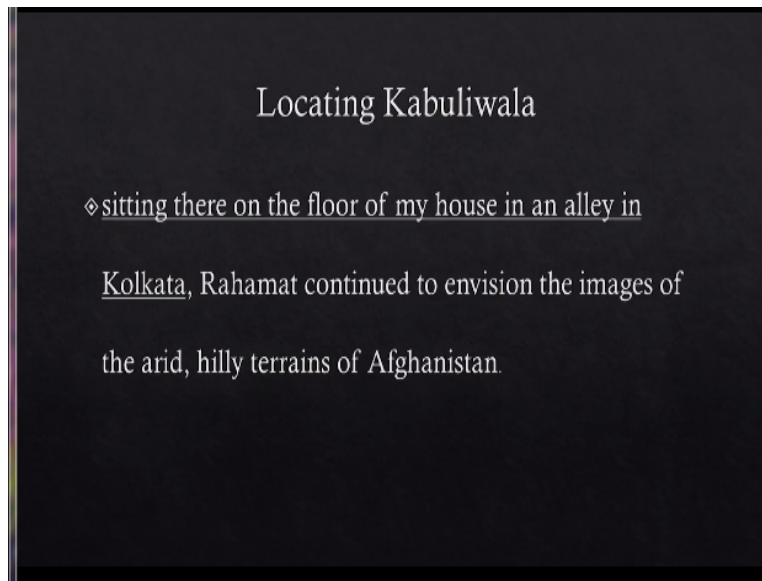 Locating Kabuliwala
sitting there on the floor of my house in an alley in
Kolkata, Rahamat continued to envision the images of
the arid, hilly terrains of Afghanistan.